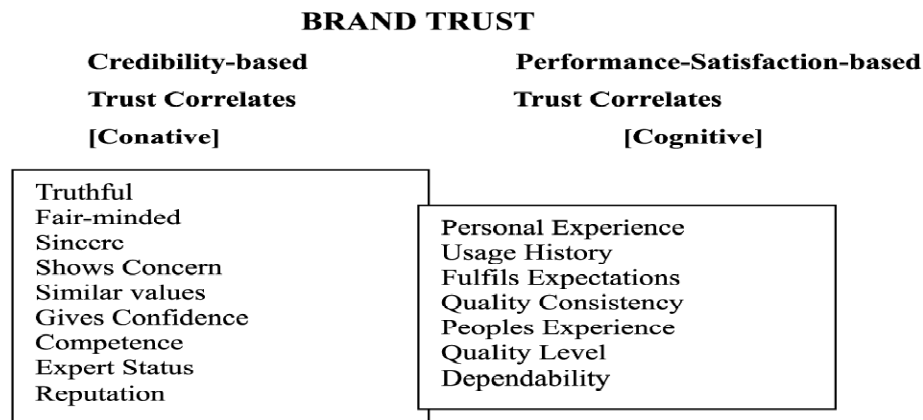 BRAND TRUST
Credibility-based
Trust Correlates
[Conative]
Performance-Satisfaction-based
Trust Correlates
[Cognitive]
Truthful
Fair-minded
Sincere
Shows Concern
Similar values
Gives Confidence
Competence
Expert Status
Reputation
Personal Experience
Usage History
Fulfils Expectations
Quality Consistency
Peoples Experience
Quality Level
Dependability